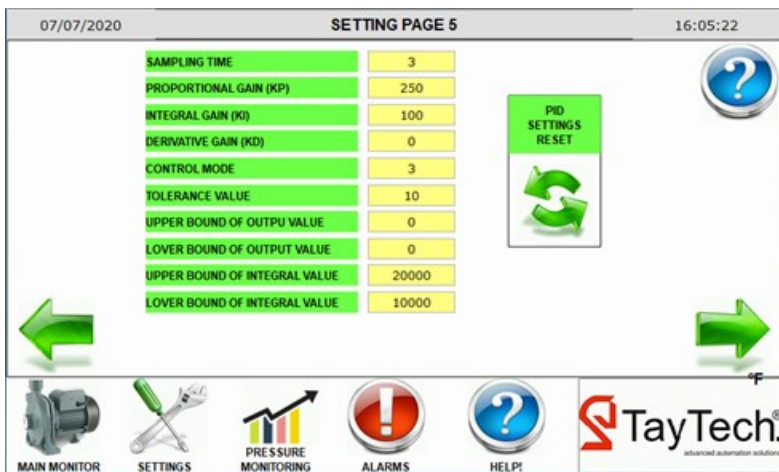 07/07/2020 SETTING PAGE 5 16:05:22
SAMPLING TIME 3
PROPORTIONAL GAIN (KP) 250
INTEGRAL GAIN (KI) 100
DERIVATIVE GAIN (KD) 0
CONTROL MODE 3
TOLERANCE VALUE 10
UPPER BOUND OF OUTPU VALUE 0
LOVER BOUND OF OUTPUT VALUE 0
UPPER BOUND OF INTEGRAL VALUE 20000
LOVER BOUND OF INTEGRAL VALUE 10000
PID
SETTINGS
RESET
?
°F
MAIN MONITOR
SETTINGS
PRESSURE
MONITORING
!
ALARMS
?
HELP!
TayTech.
advanced automation solutions